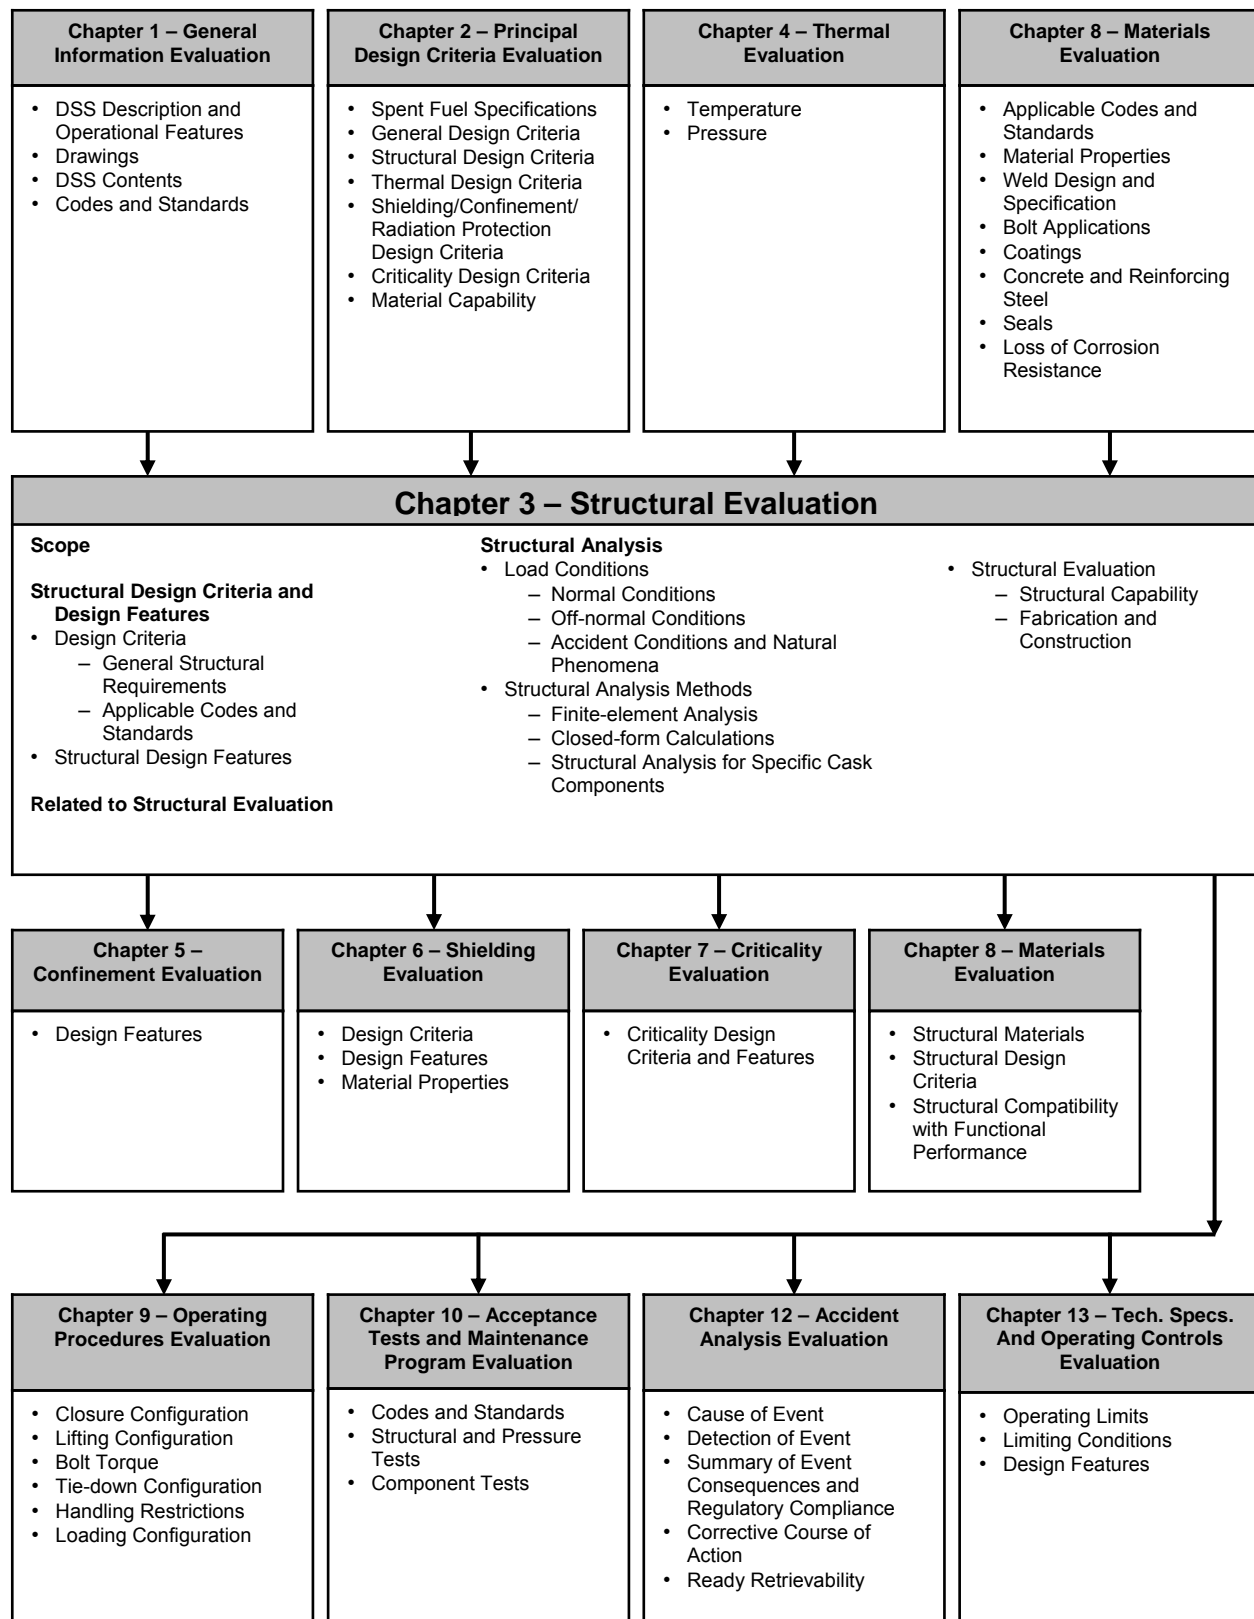 Chapter 1 – General
Information Evaluation
• DSS Description and
Operational Features
• Drawings
• DSS Contents
• Codes and Standards
Chapter 2 – Principal
Design Criteria Evaluation
• Spent Fuel Specifications
• General Design Criteria
• Structural Design Criteria
• Thermal Design Criteria
• Shielding/Confinement/
Radiation Protection
Design Criteria
• Criticality Design Criteria
• Material Capability
Chapter 4 – Thermal
Evaluation
• Temperature
• Pressure
Chapter 8 – Materials
Evaluation
• Applicable Codes and
Standards
• Material Properties
• Weld Design and
Specification
• Bolt Applications
• Coatings
• Concrete and Reinforcing
Steel
• Seals
• Loss of Corrosion
Resistance
Chapter 3 – Structural Evaluation
Scope
Structural Design Criteria and
Design Features
• Design Criteria
– General Structural
Requirements
– Applicable Codes and
Standards
• Structural Design Features
Related to Structural Evaluation
Structural Analysis
• Load Conditions
– Normal Conditions
– Off-normal Conditions
– Accident Conditions and Natural
Phenomena
• Structural Analysis Methods
– Finite-element Analysis
– Closed-form Calculations
– Structural Analysis for Specific Cask
Components
• Structural Evaluation
– Structural Capability
– Fabrication and
Construction
Chapter 5 –
Confinement Evaluation
• Design Features
Chapter 6 – Shielding
Evaluation
• Design Criteria
• Design Features
• Material Properties
Chapter 7 – Criticality
Evaluation
• Criticality Design
Criteria and Features
Chapter 8 – Materials
Evaluation
• Structural Materials
• Structural Design
Criteria
• Structural Compatibility
with Functional
Performance
Chapter 9 – Operating
Procedures Evaluation
• Closure Configuration
• Lifting Configuration
• Bolt Torque
• Tie-down Configuration
• Handling Restrictions
• Loading Configuration
Chapter 10 – Acceptance
Tests and Maintenance
Program Evaluation
• Codes and Standards
• Structural and Pressure
Tests
• Component Tests
Chapter 12 – Accident
Analysis Evaluation
• Cause of Event
• Detection of Event
• Summary of Event
Consequences and
Regulatory Compliance
• Corrective Course of
Action
• Ready Retrievability
Chapter 13 – Tech. Specs.
And Operating Controls
Evaluation
• Operating Limits
• Limiting Conditions
• Design Features